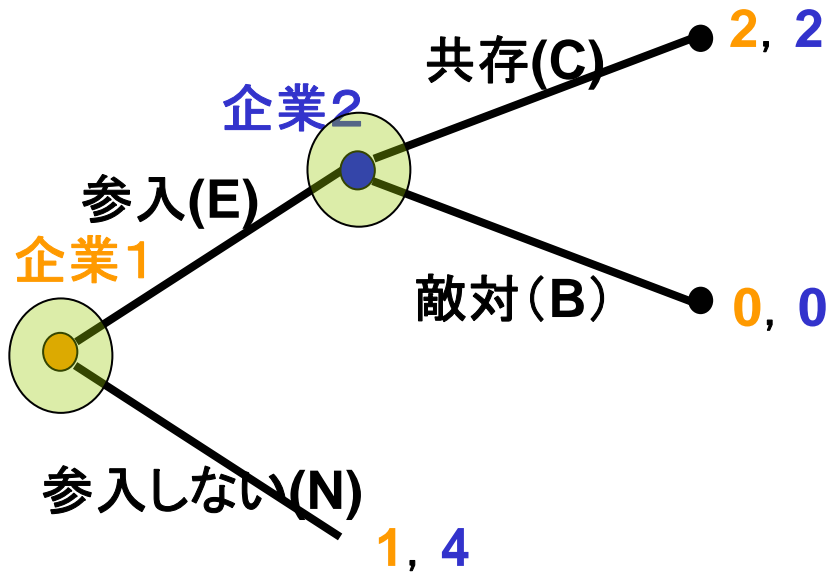 2, 2
共存(C)
企業２
参入(E)
企業１
敵対（B）
0, 0
参入しない(N)
1, 4